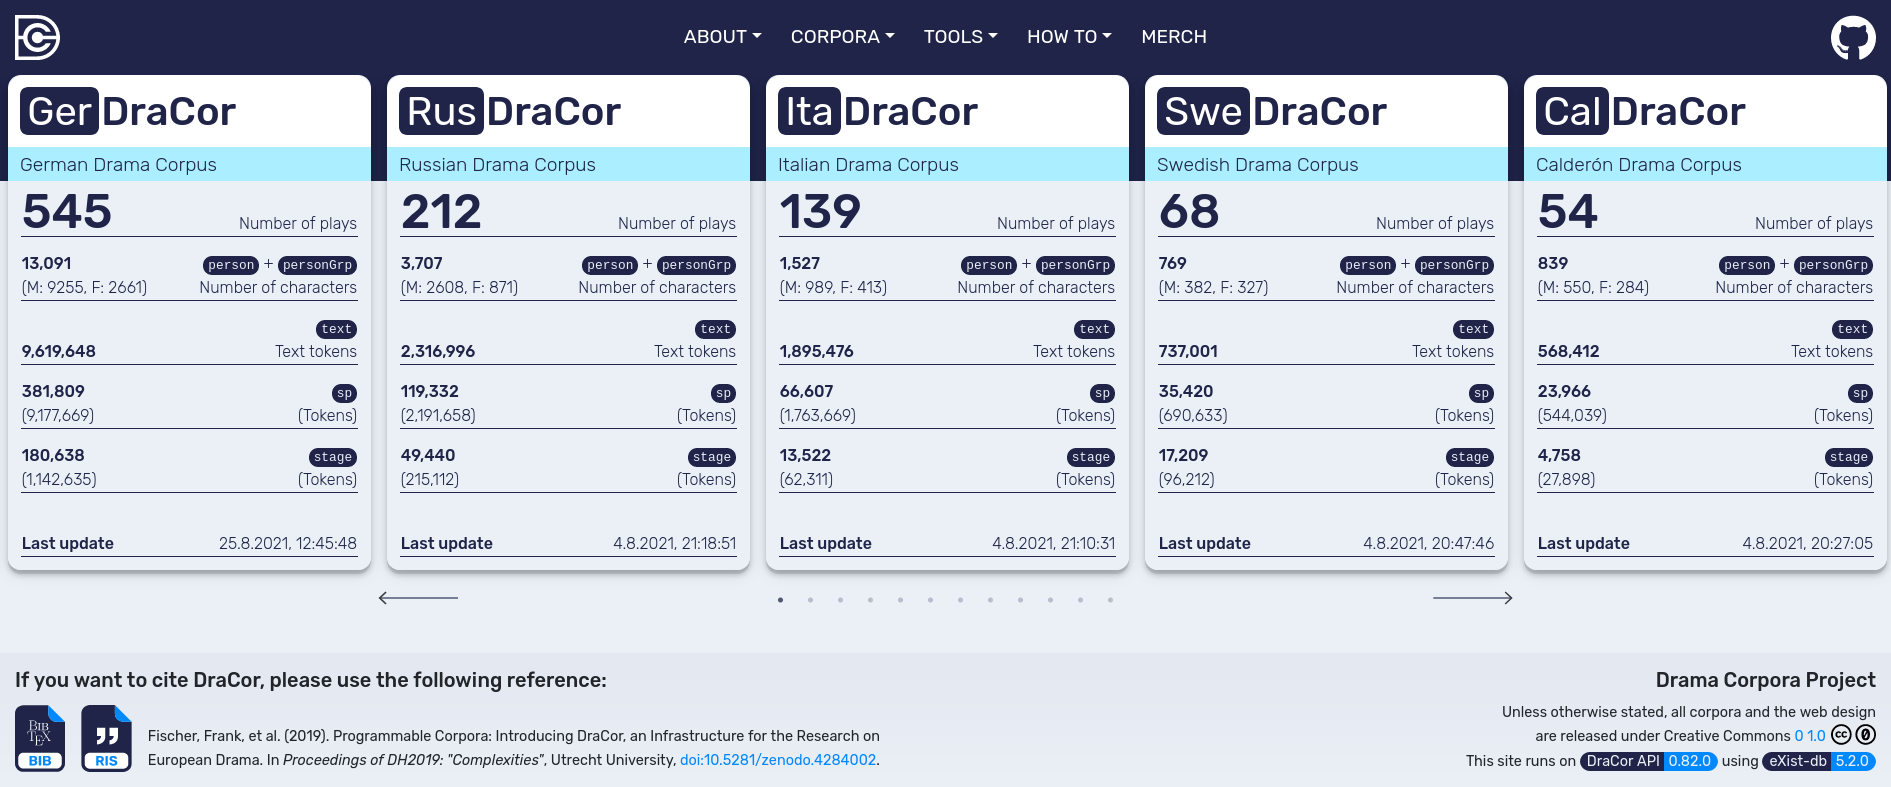 ABOUT CORPORA TOOLS HOW TO MERCH
GerDraCor
German Drama Corpus
545 Number of plays
13,091 person + personGrp
(M: 9255, F: 2661) Number of characters
text
9,619,648 Text tokens
381,809 sp
(9,177,669) (Tokens)
180,638 stage
(1,142,635) (Tokens)
Last update 25.8.2021, 12:45:48
RusDraCor
Russian Drama Corpus
212 Number of plays
3,707 person + personGrp
(M: 2608, F: 871) Number of characters
text
2,316,996 Text tokens
119,332 sp
(2,191,658) (Tokens)
49,440 stage
(215,112) (Tokens)
Last update 4.8.2021, 21:18:51
ItaDraCor
Italian Drama Corpus
139 Number of plays
1,527 person + personGrp
(M: 989, F: 413) Number of characters
text
1,895,476 Text tokens
66,607 sp
(1,763,669) (Tokens)
13,522 stage
(62,311) (Tokens)
Last update 4.8.2021, 21:10:31
SweDraCor
Swedish Drama Corpus
68 Number of plays
769 person + personGrp
(M: 382, F: 327) Number of characters
text
737,001 Text tokens
35,420 sp
(690,633) (Tokens)
17,209 stage
(96,212) (Tokens)
Last update 4.8.2021, 20:47:46
CalDraCor
Calderón Drama Corpus
54 Number of plays
839 person + personGrp
(M: 550, F: 284) Number of characters
text
568,412 Text tokens
23,966 sp
(544,039) (Tokens)
4,758 stage
(27,898) (Tokens)
Last update 4.8.2021, 20:27:05
If you want to cite DraCor, please use the following reference:
BIBTEX
BIB
RIS
Fischer, Frank, et al. (2019). Programmable Corpora: Introducing DraCor, an Infrastructure for the Research on
European Drama. In Proceedings of DH2019: "Complexities", Utrecht University, doi:10.5281/zenodo.4284002.
Drama Corpora Project
Unless otherwise stated, all corpora and the web design
are released under Creative Commons 0 1.0 cc 0
This site runs on DraCor API 0.82.0 using eXist-db 5.2.0